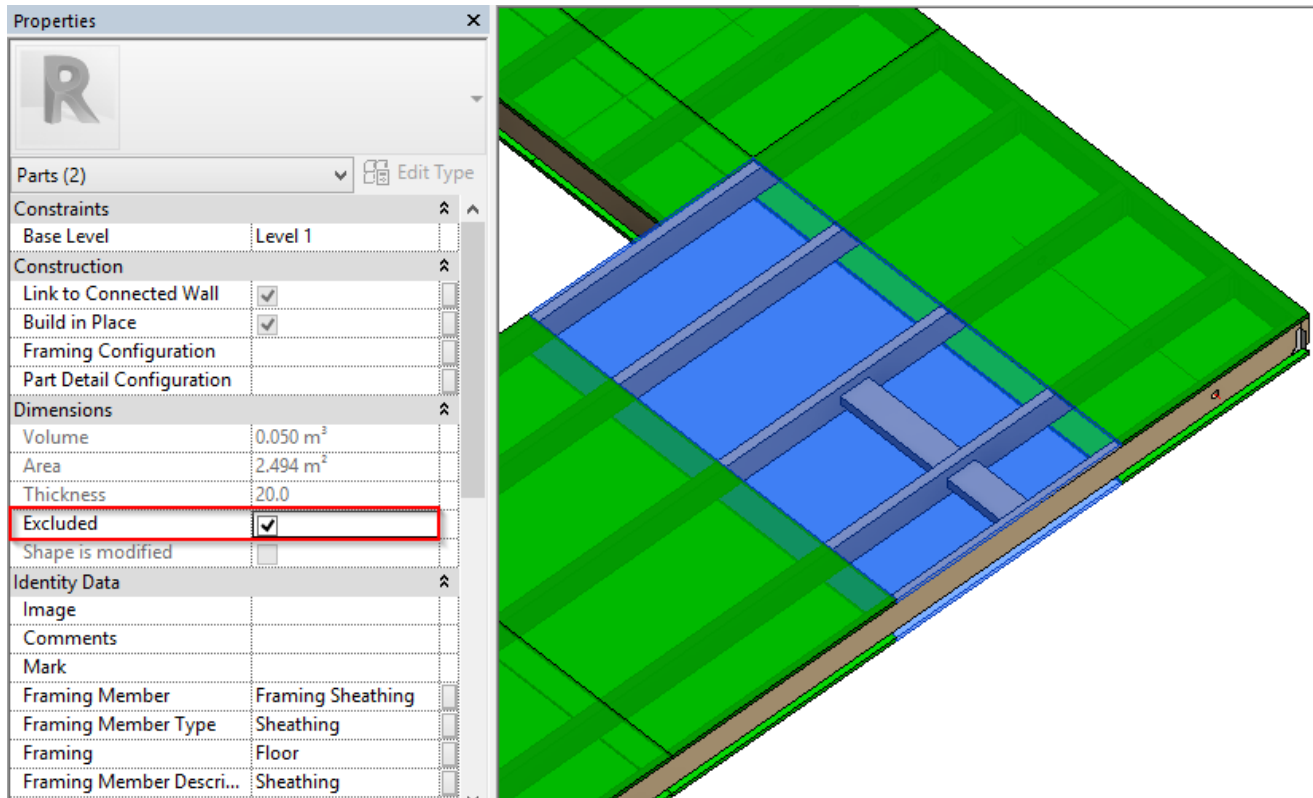 Properties
Parts (2)
Edit Type
Constraints
Base Level Level 1
Construction
Link to Connected Wall
Build in Place
Framing Configuration
Part Detail Configuration
Dimensions
Volume 0.050 m³
Area 2.494 m²
Thickness 20.0
Excluded
Shape is modified
Identity Data
Image
Comments
Mark
Framing Member Framing Sheathing
Framing Member Type Sheathing
Framing Floor
Framing Member Descri... Sheathing